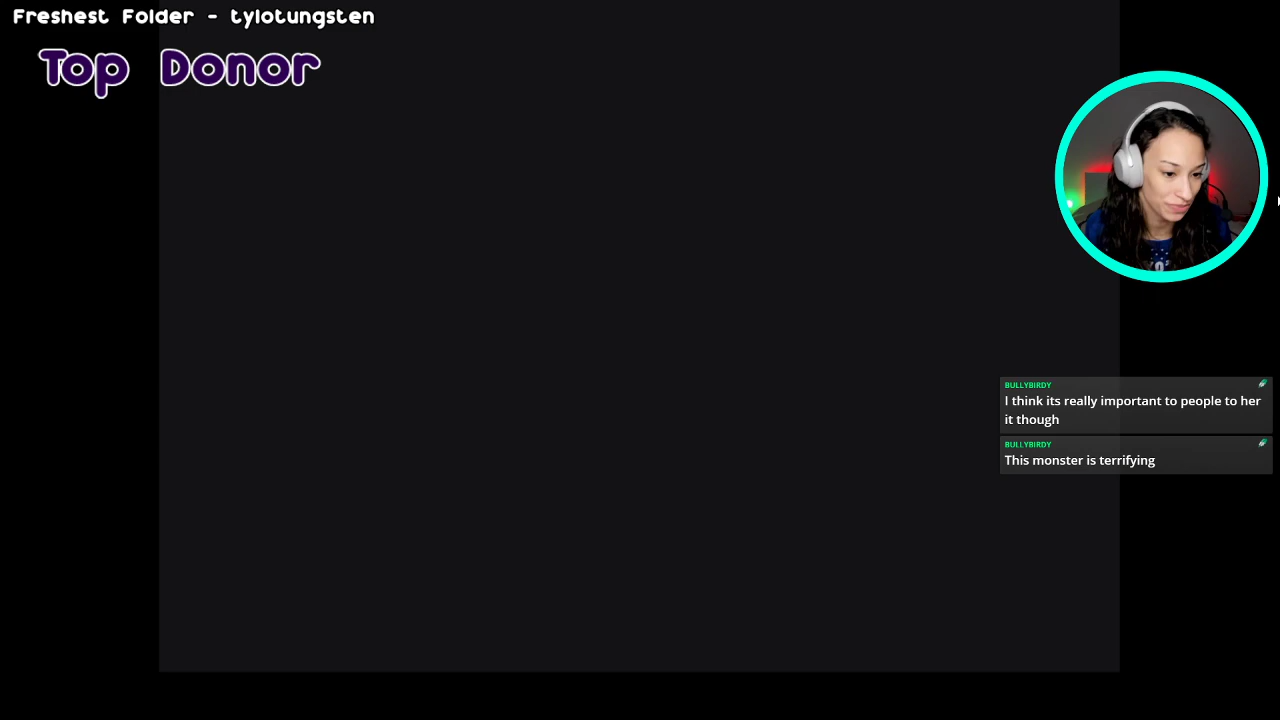 Freshest Folder - tylotungsten
Top Donor
BULLYBIRDY
I think its really important to people to her
it though
BULLYBIRDY
This monster is terrifying